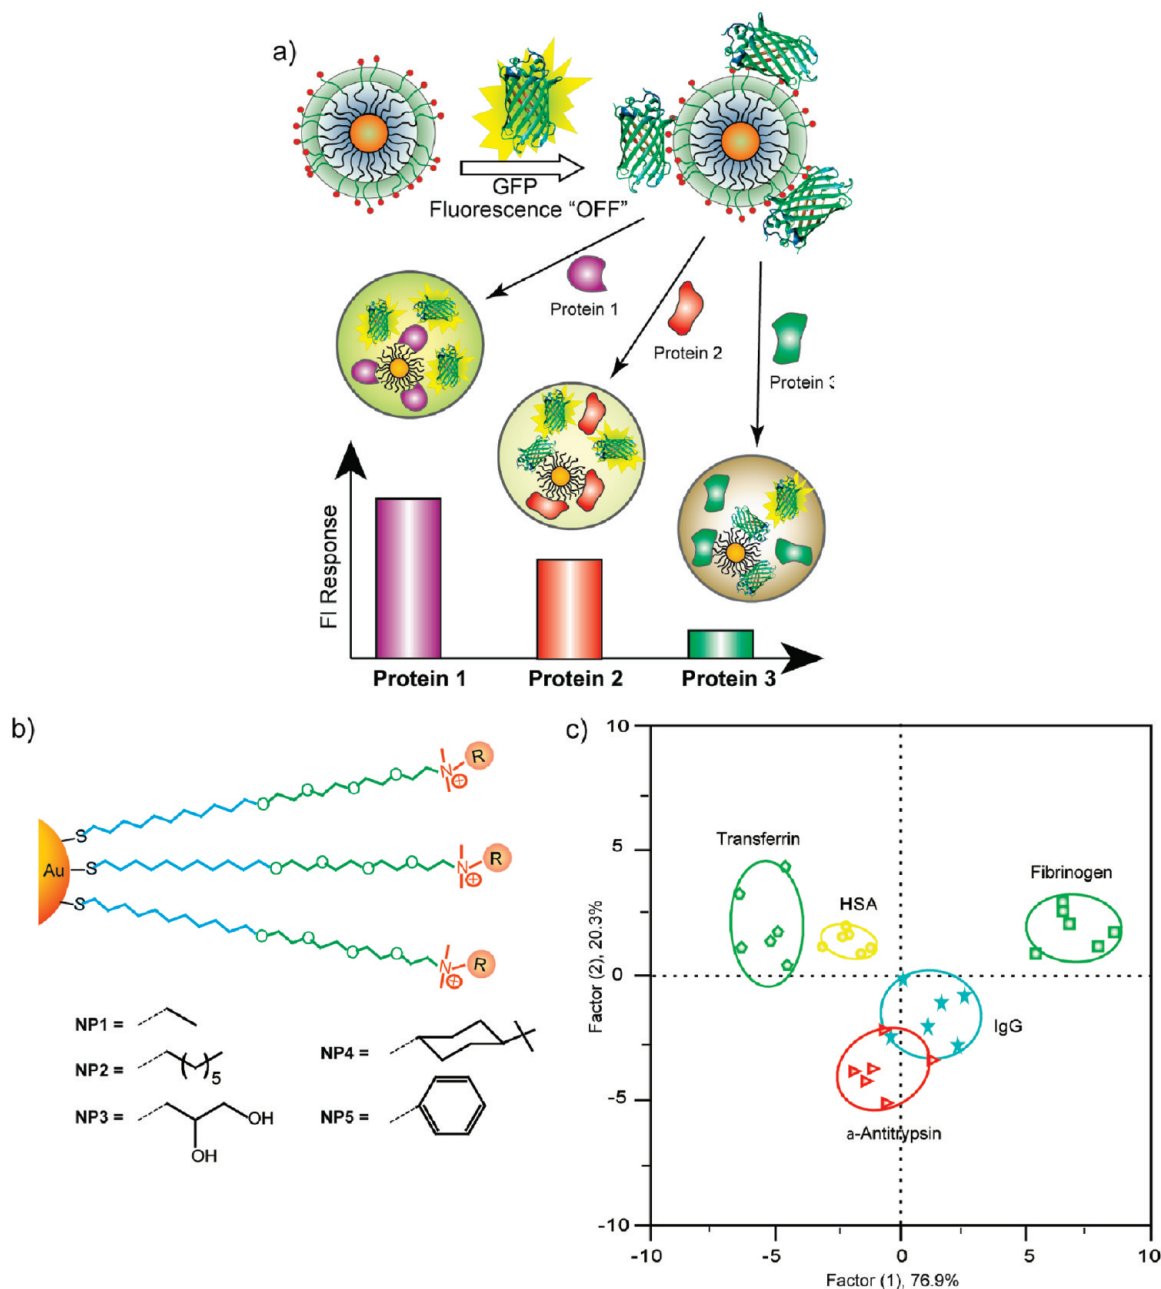 a)
GFP
Fluorescence “OFF”
Protein 1
Protein 2
Protein 3
FI Response
Protein 1
Protein 2
Protein 3
b)
Au
S
O
O
O
O
N
⊕
R
S
O
O
O
O
N
⊕
R
S
O
O
O
O
N
⊕
R
NP1 =
NP2 =
5
NP3 =
OH
OH
NP4 =
NP5 =
c)
10
5
0
-5
-10
Factor (2), 20.3%
Transferrin
HSA
Fibrinogen
IgG
a-Antitrypsin
-10
-5
0
5
10
Factor (1), 76.9%